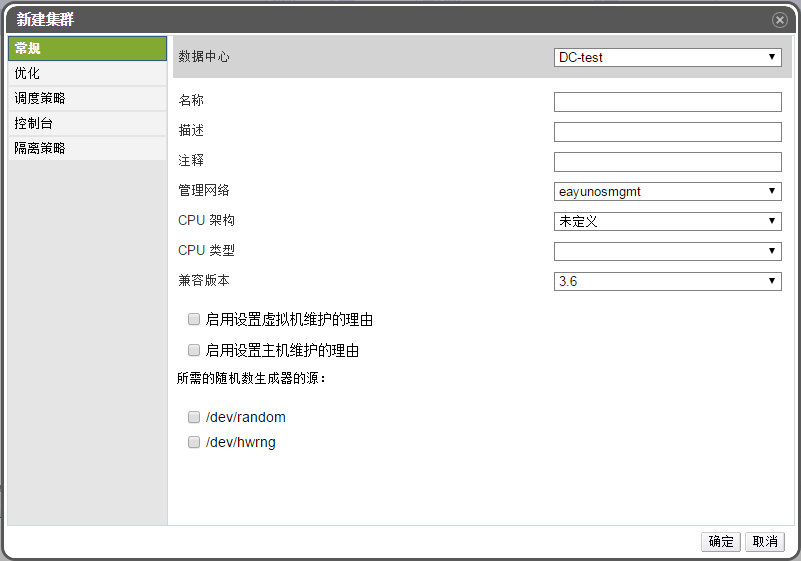 新建集群
常规
优化
调度策略
控制台
隔离策略
数据中心 DC-test
名称
描述
注释
管理网络 eayunosmgmt
CPU 架构 未定义
CPU 类型
兼容版本 3.6
启用设置虚拟机维护的理由
启用设置主机维护的理由
所需的随机数生成器的源:
/dev/random
/dev/hwrng
确定 取消